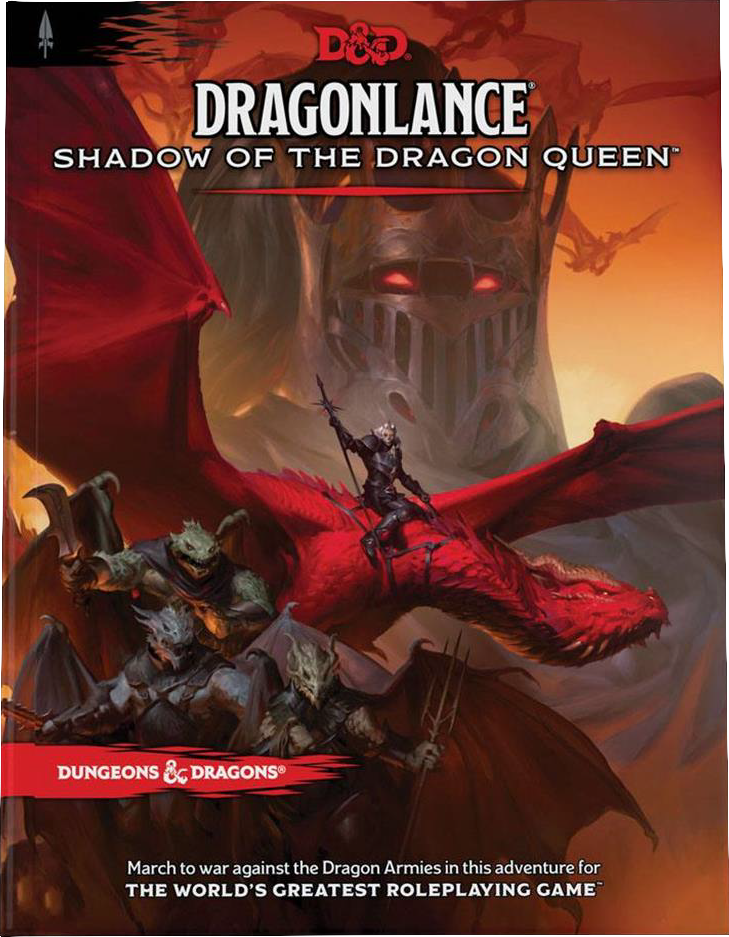 D&D®
DRAGONLANCE®
SHADOW OF THE DRAGON QUEEN™
DUNGEONS & DRAGONS®
March to war against the Dragon Armies in this adventure for
THE WORLD'S GREATEST ROLEPLAYING GAME™